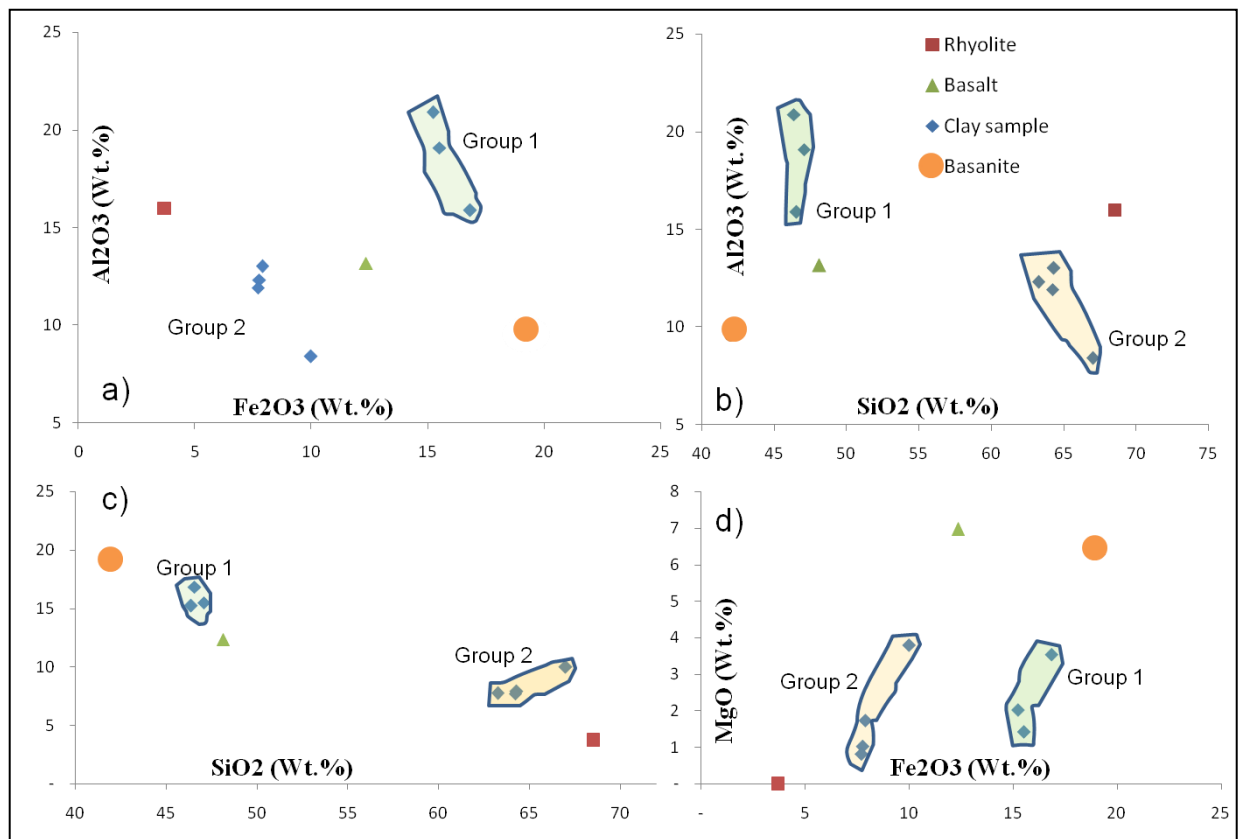 a)
25
20
15
10
5
Al2O3 (Wt.%)
Group 1
Group 2
Fe2O3 (Wt.%)
0 5 10 15 20 25
b)
25
20
15
10
5
Al2O3 (Wt.%)
Rhyolite
Basalt
Clay sample
Basanite
Group 1
Group 2
SiO2 (Wt.%)
40 45 50 55 60 65 70 75
c)
25
20
15
10
5
-
Group 1
Group 2
SiO2 (Wt.%)
40 45 50 55 60 65 70
d)
8
7
6
5
4
3
2
1
-
MgO (Wt.%)
Group 2
Group 1
Fe2O3 (Wt.%)
- 5 10 15 20 25